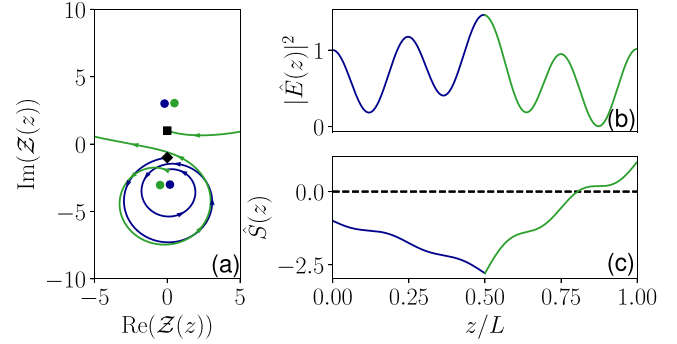 10
5
0
−5
−10
−5
0
5
Im(𝒵(z))
Re(𝒵(z))
(a)
1
0
|Ê(z)|²
(b)
0.0
−2.5
Ŝ(z)
(c)
0.00
0.25
0.50
0.75
1.00
z/L